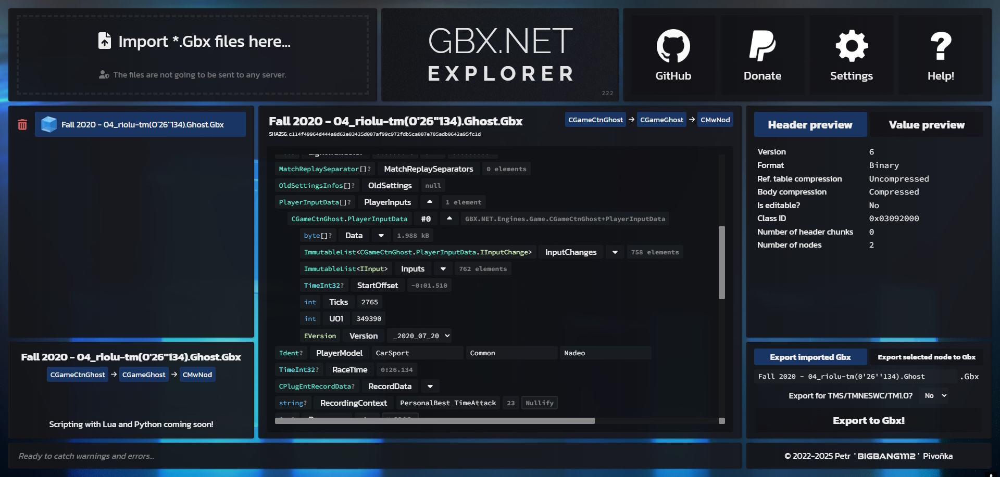 Import *.Gbx files here...
The files are not going to be sent to any server.
GBX.NET
EXPLORER
2.2.2
GitHub
Donate
Settings
Help!
Fall 2020 - 04_riolu-tm(0'26''134).Ghost.Gbx
Fall 2020 - 04_riolu-tm(0'26''134).Ghost.Gbx
CGameCtnGhost → CGameGhost → CMwNod
Scripting with Lua and Python coming soon!
Fall 2020 - 04_riolu-tm(0'26''134).Ghost.Gbx
CGameCtnGhost → CGameGhost → CMwNod
SHA256: c114f49964d444a8d62e03425d007af99c972fdb5ca007e705adb0642a95fc1d
MatchReplaySeparator[]? MatchReplaySeparators 0 elements
OldSettingsInfos[]? OldSettings null
PlayerInputData[]? PlayerInputs 1 element
CGameCtnGhost.PlayerInputData #0 GBX.NET.Engines.Game.CGameCtnGhost+PlayerInputData
byte[]? Data 1.988 kB
ImmutableList<CGameCtnGhost.PlayerInputData.IInputChange> InputChanges 758 elements
ImmutableList<IInput> Inputs 762 elements
TimeInt32? StartOffset -0:01.510
int Ticks 2765
int U01 349390
EVersion Version _2020_07_20
Ident? PlayerModel CarSport Common Nadeo
TimeInt32? RaceTime 0:26.134
CPlugEntRecordData? RecordData
string? RecordingContext PersonalBest_TimeAttack 23 Nullify
Header preview
Value preview
Version 6
Format Binary
Ref. table compression Uncompressed
Body compression Compressed
Is editable? No
Class ID 0x03092000
Number of header chunks 0
Number of nodes 2
Export imported Gbx
Export selected node to Gbx
Fall 2020 - 04_riolu-tm(0'26''134).Ghost .Gbx
Export for TMS/TMNESWC/TM1.0? No
Export to Gbx!
Ready to catch warnings and errors...
© 2022-2025 Petr 'BIGBANG1112' Pivoňka